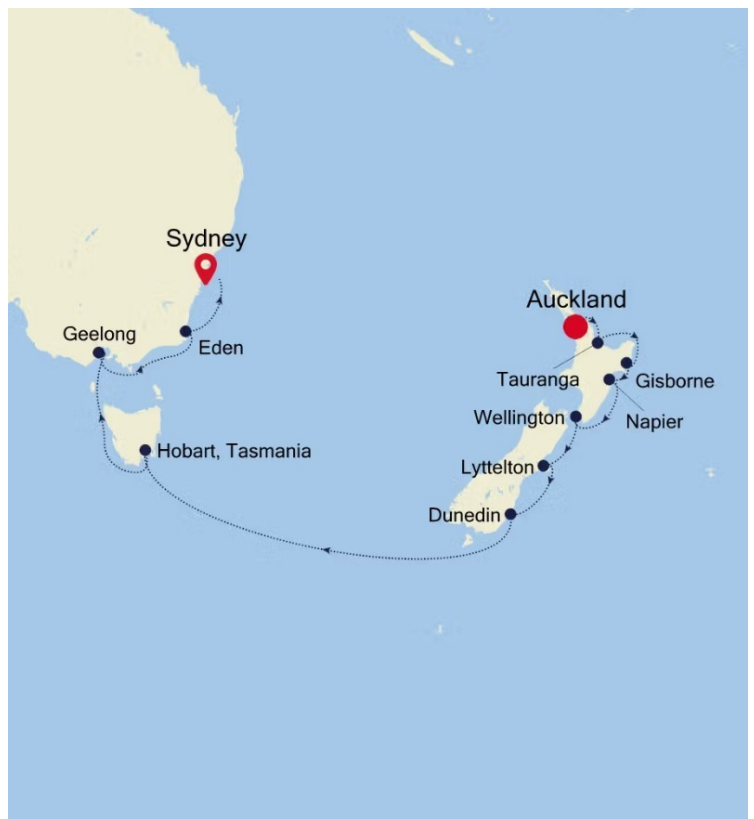 Sydney
Auckland
Geelong
Eden
Tauranga
Gisborne
Wellington
Napier
Hobart, Tasmania
Lyttelton
Dunedin